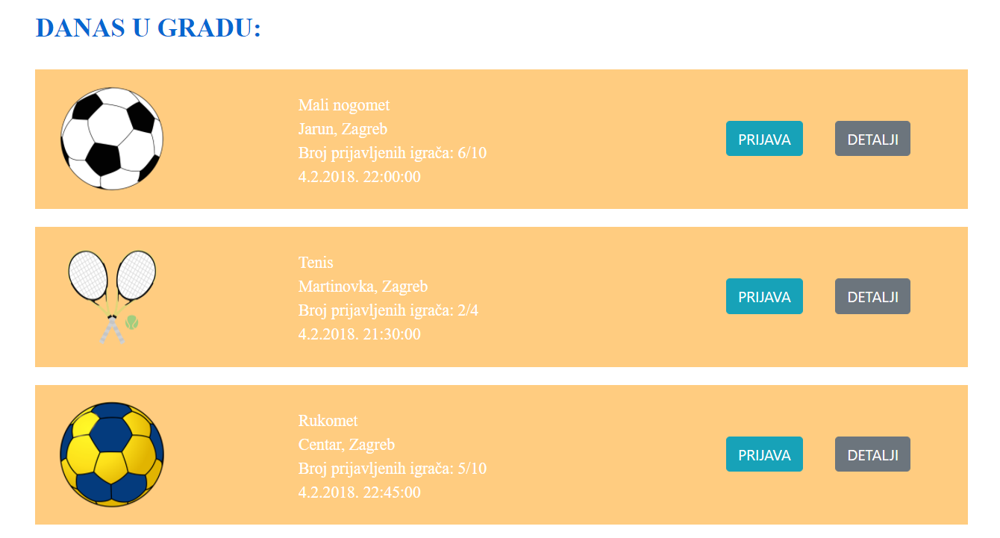 DANAS U GRADU:
Mali nogomet
Jarun, Zagreb
Broj prijavljenih igrača: 6/10
4.2.2018. 22:00:00
PRIJAVA
DETALJI
Tenis
Martinovka, Zagreb
Broj prijavljenih igrača: 2/4
4.2.2018. 21:30:00
PRIJAVA
DETALJI
Rukomet
Centar, Zagreb
Broj prijavljenih igrača: 5/10
4.2.2018. 22:45:00
PRIJAVA
DETALJI